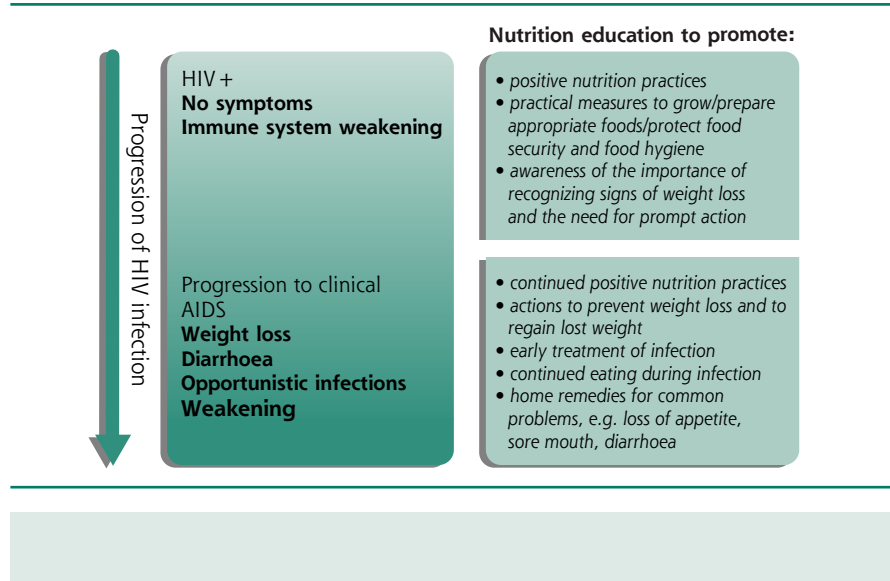 Nutrition education to promote:
Progression of HIV infection
HIV+
No symptoms
Immune system weakening
• positive nutrition practices
• practical measures to grow/prepare
appropriate foods/protect food
security and food hygiene
• awareness of the importance of
recognizing signs of weight loss
and the need for prompt action
Progression to clinical
AIDS
Weight loss
Diarrhoea
Opportunistic infections
Weakening
• continued positive nutrition practices
• actions to prevent weight loss and to
regain lost weight
• early treatment of infection
• continued eating during infection
• home remedies for common
problems, e.g. loss of appetite,
sore mouth, diarrhoea